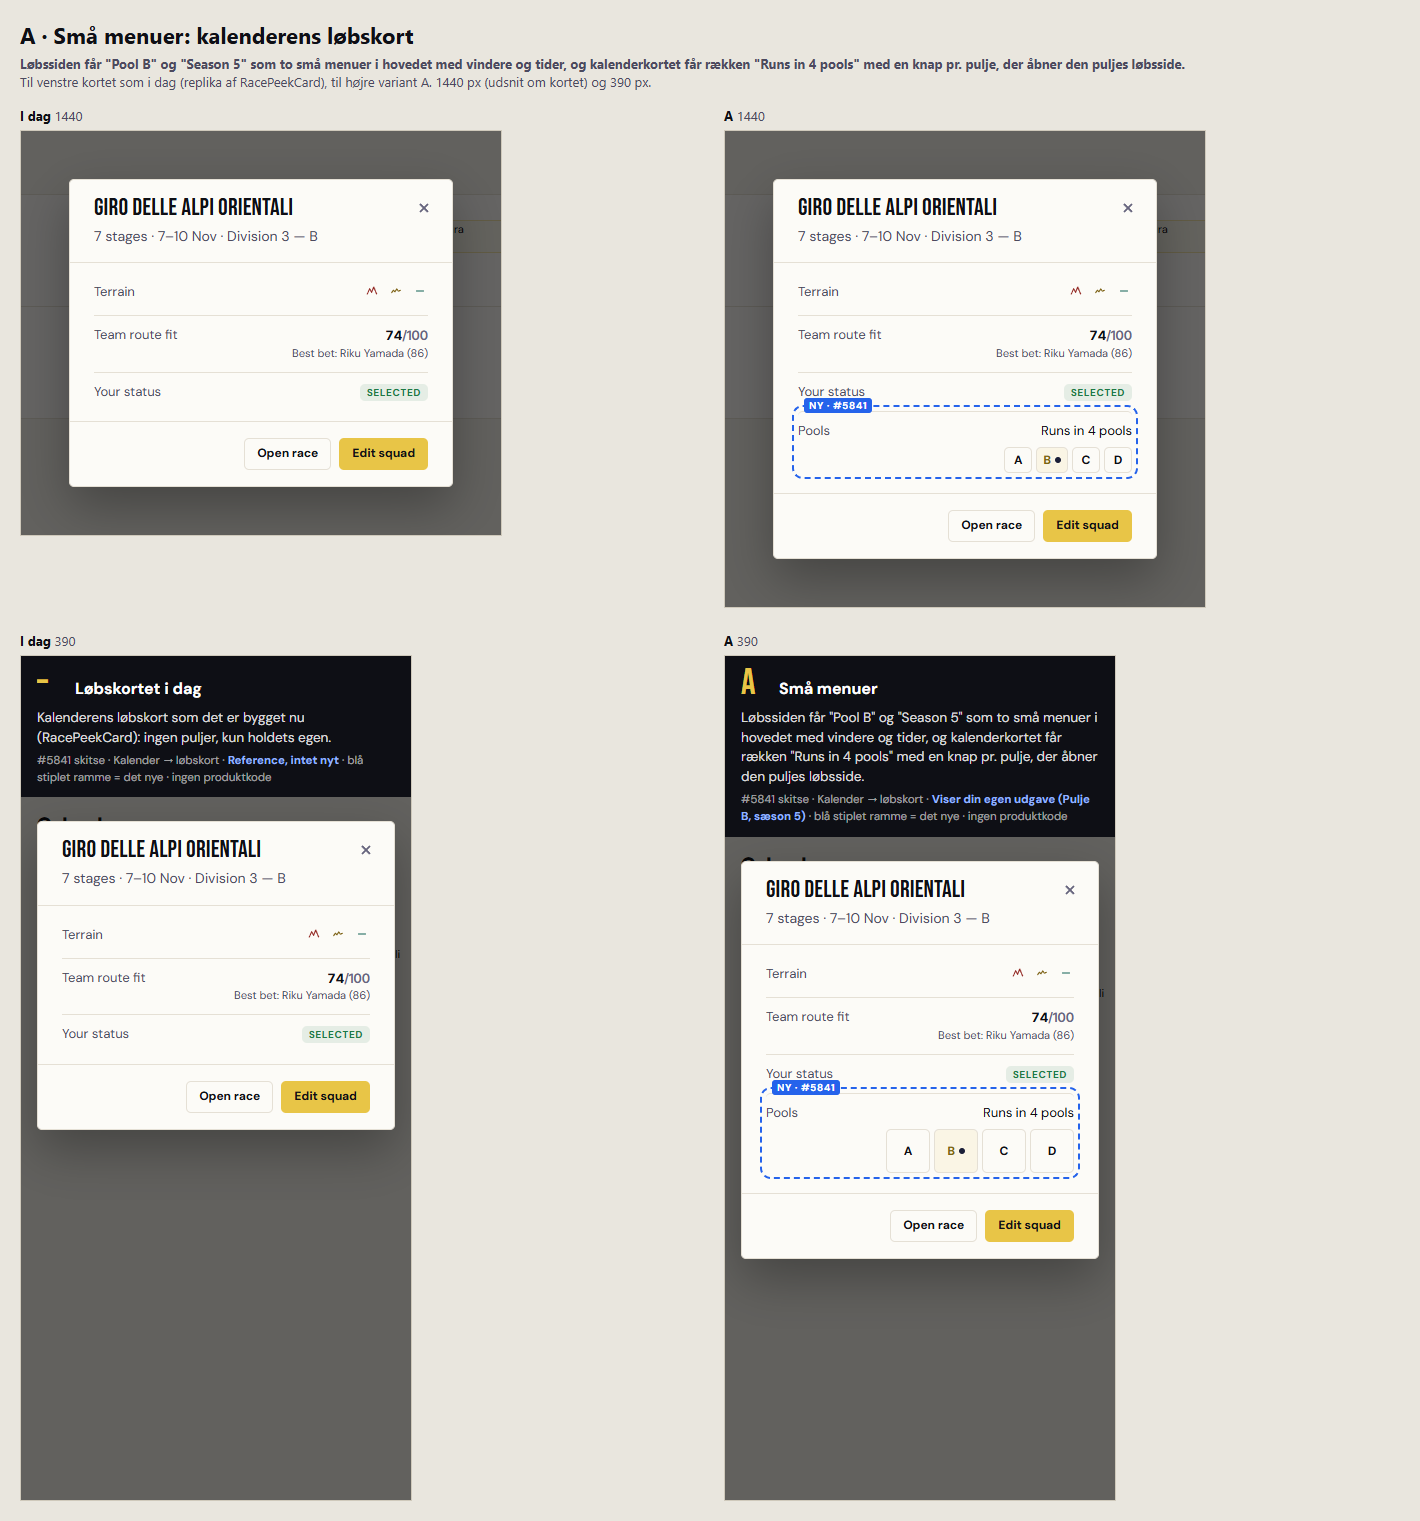 A · Små menuer: kalenderens løbskort
Løbssiden får "Pool B" og "Season 5" som to små menuer i hovedet med vindere og tider, og kalenderkortet får rækken "Runs in 4 pools" med en knap pr. pulje, der åbner den puljes løbsside.
Til venstre kortet som i dag (replika af RacePeekCard), til højre variant A. 1440 px (udsnit om kortet) og 390 px.
I dag 1440
ra
GIRO DELLE ALPI ORIENTALI
×
7 stages · 7–10 Nov · Division 3 — B
Terrain
Team route fit
74/100
Best bet: Riku Yamada (86)
Your status
SELECTED
Open race
Edit squad
A 1440
ra
GIRO DELLE ALPI ORIENTALI
×
7 stages · 7–10 Nov · Division 3 — B
Terrain
Team route fit
74/100
Best bet: Riku Yamada (86)
Your status
SELECTED
NY · #5841
Pools
Runs in 4 pools
A
B
C
D
Open race
Edit squad
I dag 390
– Løbskortet i dag
Kalenderens løbskort som det er bygget nu
(RacePeekCard): ingen puljer, kun holdets egen.
#5841 skitse · Kalender → løbskort · Reference, intet nyt · blå
stiplet ramme = det nye · ingen produktkode
GIRO DELLE ALPI ORIENTALI
×
7 stages · 7–10 Nov · Division 3 — B
Terrain
li
Team route fit
74/100
Best bet: Riku Yamada (86)
Your status
SELECTED
Open race
Edit squad
A 390
A Små menuer
Løbssiden får "Pool B" og "Season 5" som to små menuer i
hovedet med vindere og tider, og kalenderkortet får
rækken "Runs in 4 pools" med en knap pr. pulje, der åbner
den puljes løbsside.
#5841 skitse · Kalender → løbskort · Viser din egen udgave (Pulje
B, sæson 5) · blå stiplet ramme = det nye · ingen produktkode
GIRO DELLE ALPI ORIENTALI
×
7 stages · 7–10 Nov · Division 3 — B
Terrain
li
Team route fit
74/100
Best bet: Riku Yamada (86)
Your status
SELECTED
NY · #5841
Pools
Runs in 4 pools
A
B
C
D
Open race
Edit squad